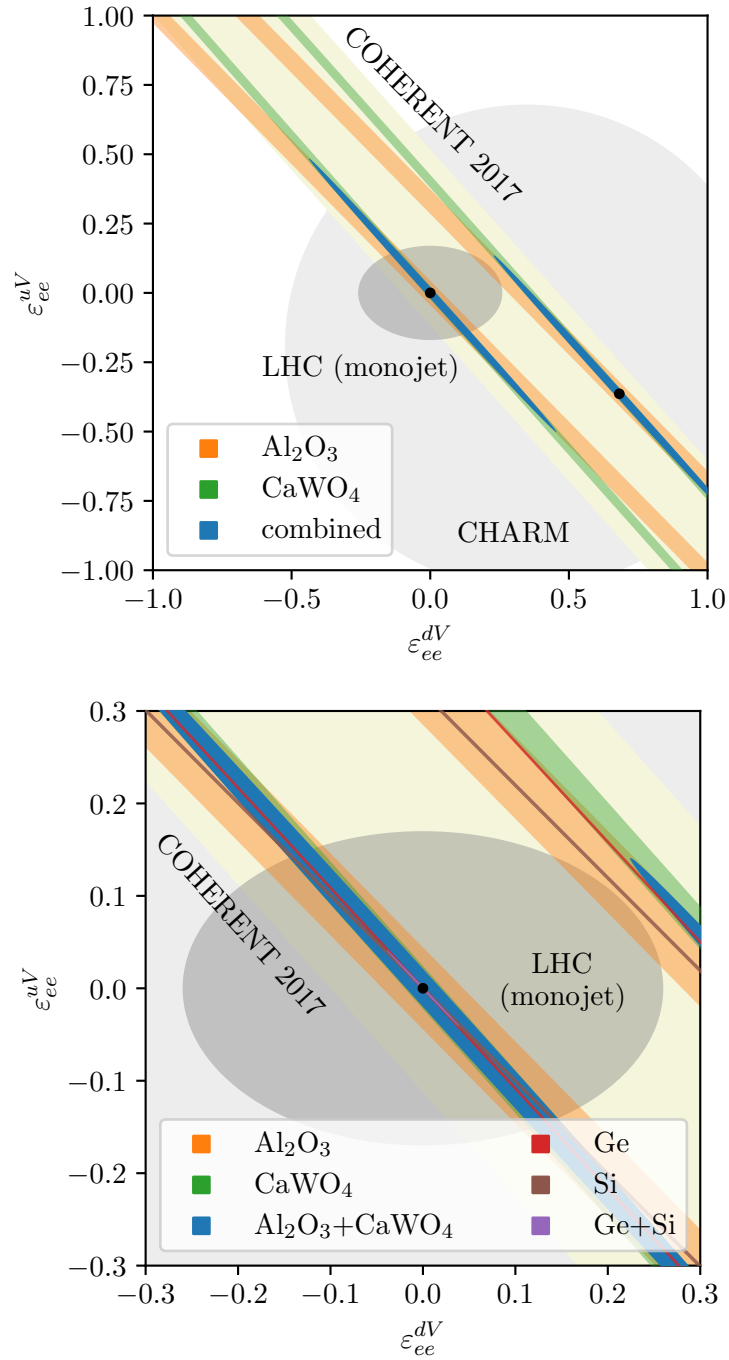 1.00
0.75
0.50
0.25
0.00
−0.25
−0.50
−0.75
−1.00
ε_ee^uV
COHERENT 2017
LHC (monojet)
CHARM
Al₂O₃
CaWO₄
combined
−1.0 −0.5 0.0 0.5 1.0
ε_ee^dV
0.3
0.2
0.1
0.0
−0.1
−0.2
−0.3
ε_ee^uV
COHERENT 2017
LHC
(monojet)
Al₂O₃ Ge
CaWO₄ Si
Al₂O₃+CaWO₄ Ge+Si
−0.3 −0.2 −0.1 0.0 0.1 0.2 0.3
ε_ee^dV